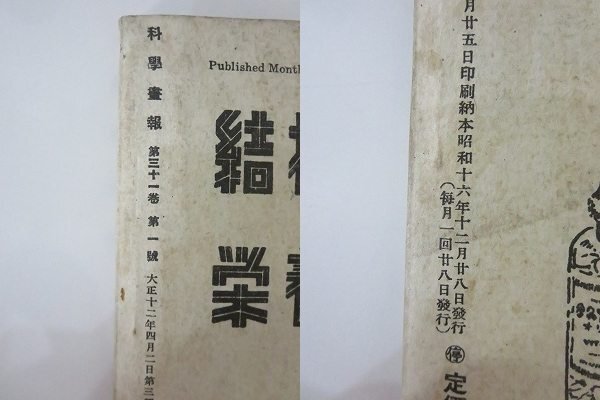 科學畫報 第三十一卷 第一號 大正十二年四月二日第三
Published Month
月廿五日印刷納本昭和十六年十二月廿八日發行
(每月一回廿八日發行)
停 定